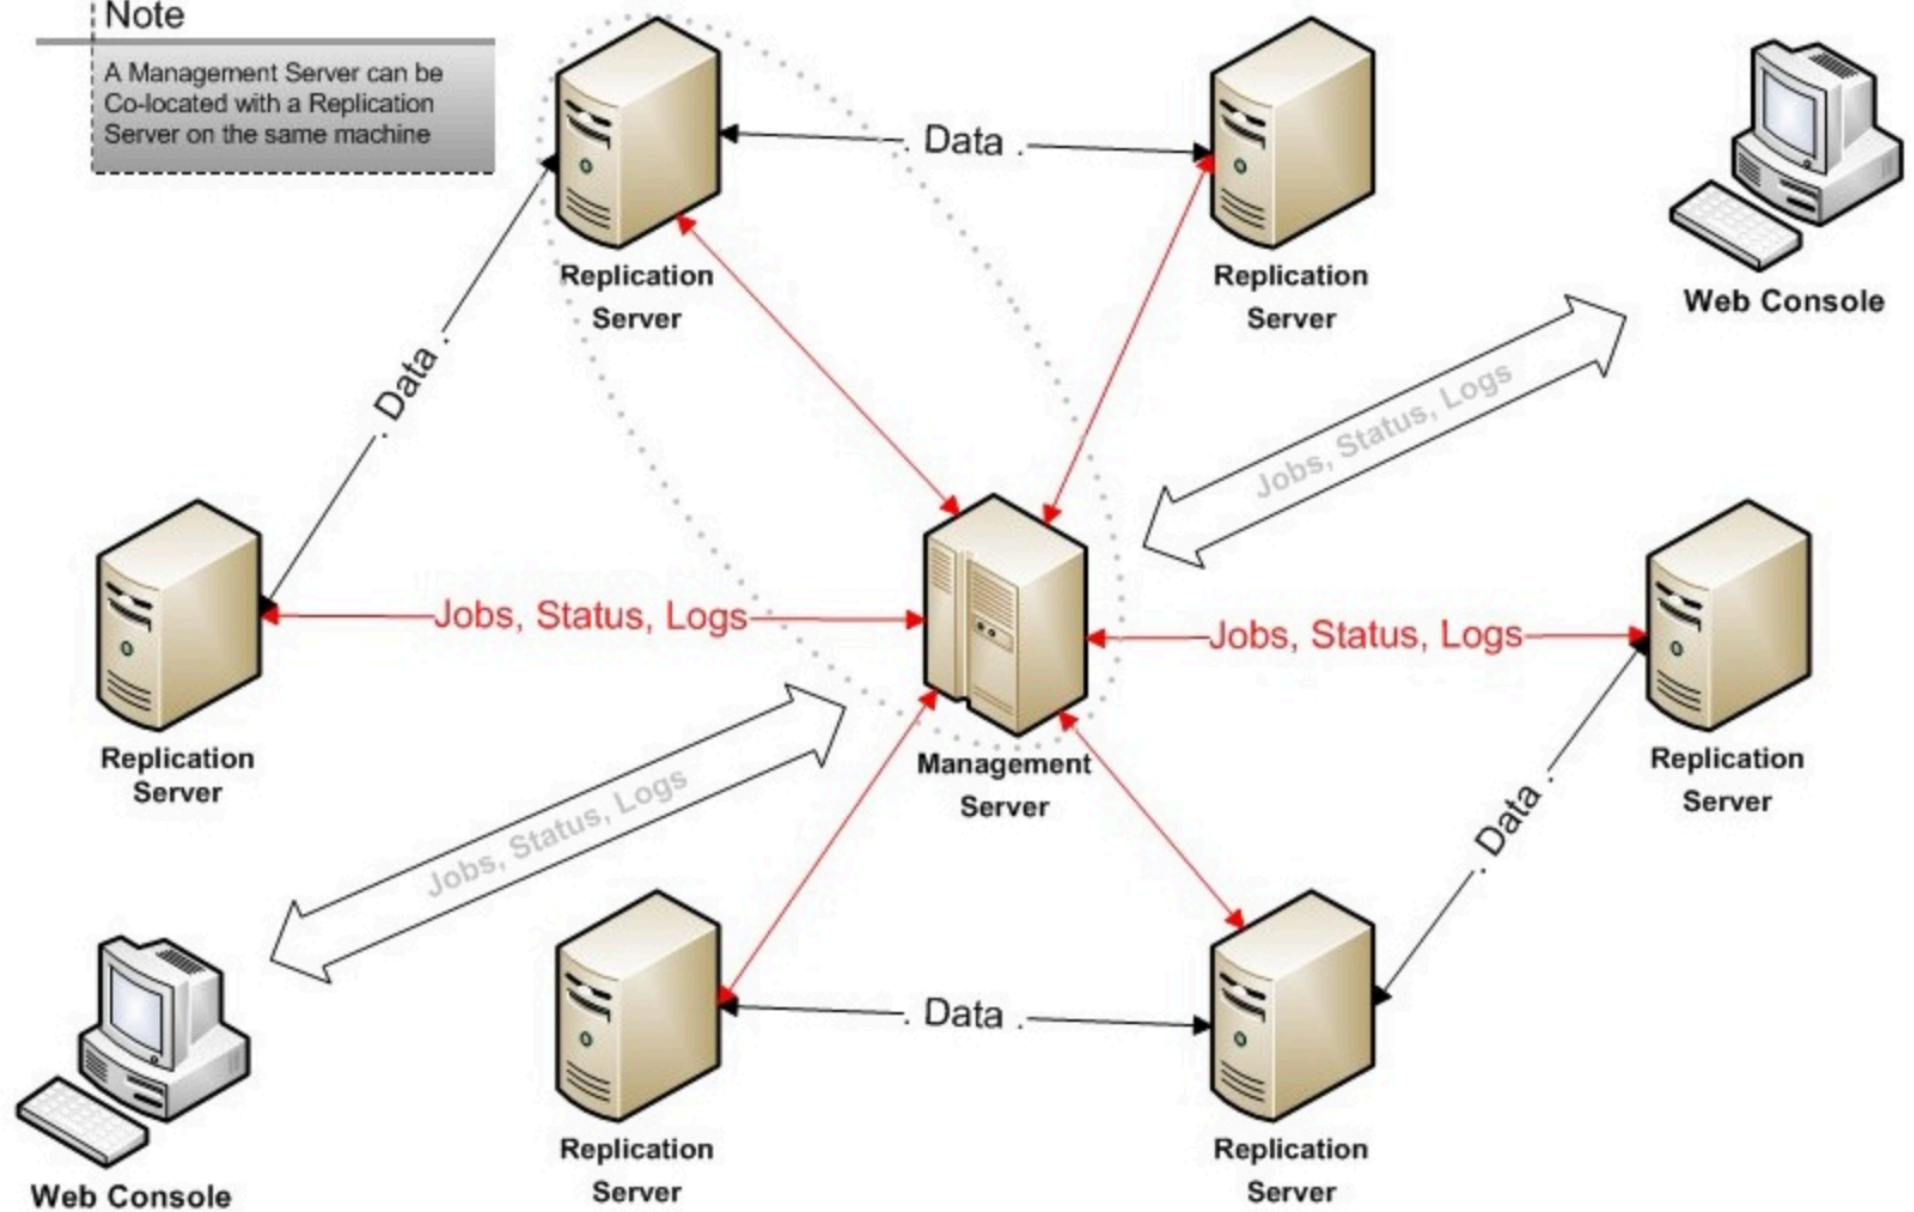 Note
A Management Server can be
Co-located with a Replication
Server on the same machine
. Data .
Replication
Server
Replication
Server
Web Console
. Data .
Jobs, Status, Logs
Jobs, Status, Logs
Jobs, Status, Logs
Replication
Server
Management
Server
Replication
Server
Jobs, Status, Logs
. Data .
. Data .
Replication
Server
Replication
Server
Web Console